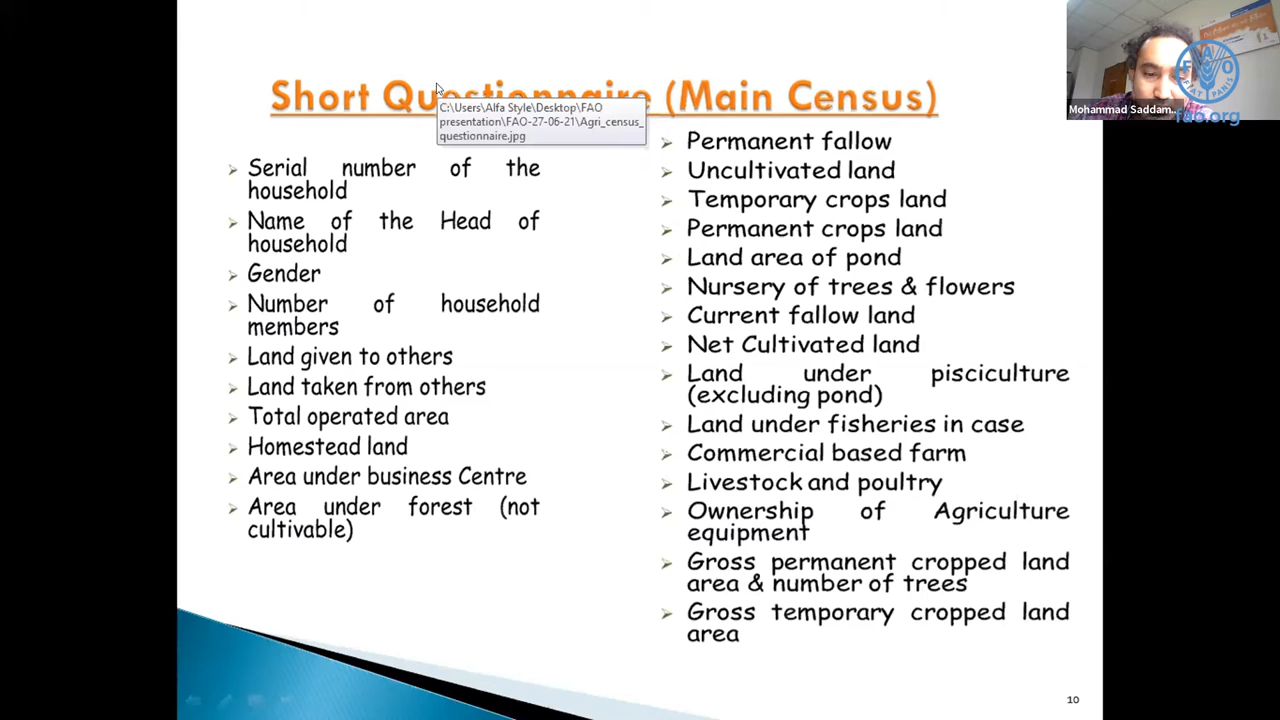 Short Questionnaire (Main Census)
C:\Users\Alfa Style\Desktop\FAO
presentation\FAO-27-06-21\Agri_census_
questionnaire.jpg
Serial number of the
household
Name of the Head of
household
Gender
Number of household
members
Land given to others
Land taken from others
Total operated area
Homestead land
Area under business Centre
Area under forest (not
cultivable)
Permanent fallow
Uncultivated land
Temporary crops land
Permanent crops land
Land area of pond
Nursery of trees & flowers
Current fallow land
Net Cultivated land
Land under pisciculture
(excluding pond)
Land under fisheries in case
Commercial based farm
Livestock and poultry
Ownership of Agriculture
equipment
Gross permanent cropped land
area & number of trees
Gross temporary cropped land
area
10
Mohammad Saddam...
FAO
FIAT PANIS
fao.org